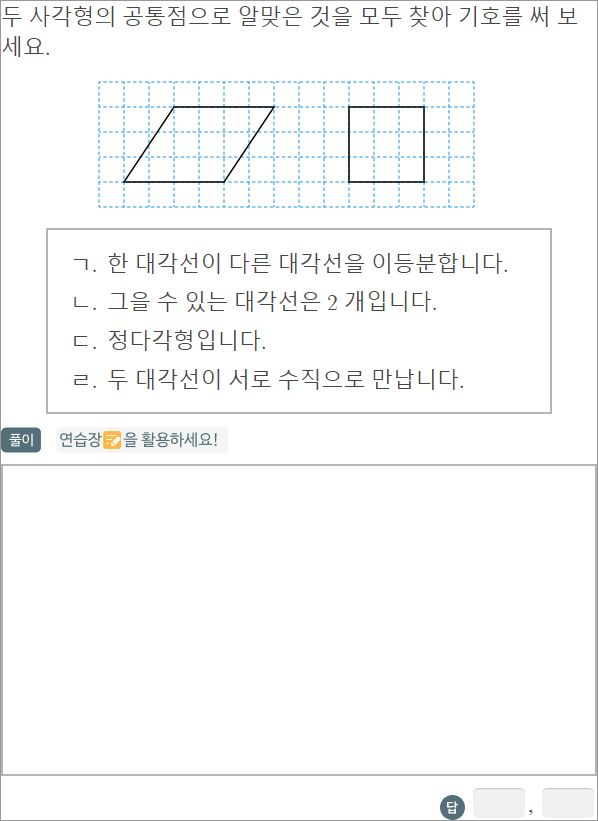 두 사각형의 공통점으로 알맞은 것을 모두 찾아 기호를 써 보
세요.
ㄱ. 한 대각선이 다른 대각선을 이등분합니다.
ㄴ. 그을 수 있는 대각선은 2 개입니다.
ㄷ. 정다각형입니다.
ㄹ. 두 대각선이 서로 수직으로 만납니다.
풀이 연습장을 활용하세요!
답 ,